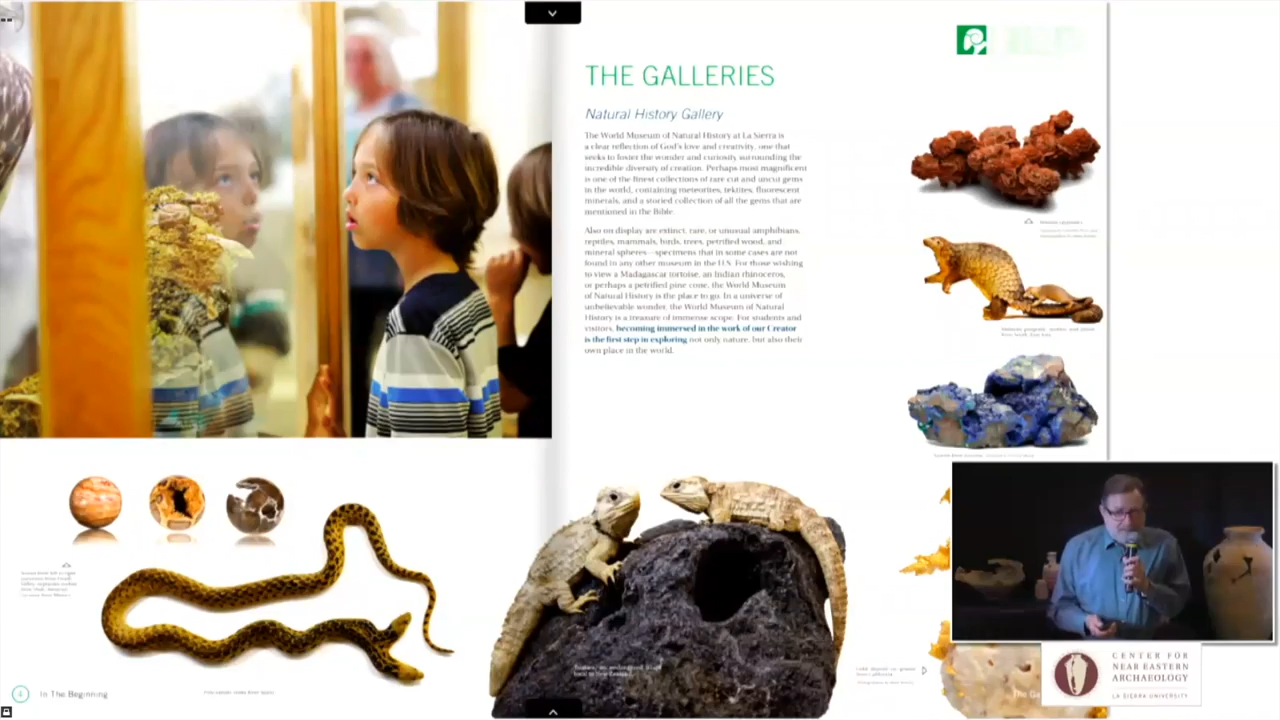 THE GALLERIES
Natural History Gallery
The World Museum of Natural History at La Sierra is
a clear reflection of God's love and creativity, one that
seeks to foster the wonder and curiosity surrounding the
incredible diversity of creation. Perhaps most magnificent
is one of the finest collections of rare cut and uncut gems
in the world, containing meteorites, tektites, fluorescent
minerals, and a storied collection of all the gems that are
mentioned in the Bible.
Also on display are extinct, rare, or unusual amphibians,
reptiles, mammals, birds, trees, petrified wood, and
mineral spheres—specimens that in some cases are not
found in any other museum in the U.S. For those wishing
to view a Madagascar tortoise, an Indian rhinoceros,
or perhaps a petrified pine cone, the World Museum
of Natural History is the place to go. In a universe of
unbelievable wonder, the World Museum of Natural
History is a treasure of immense scope. For students and
visitors, becoming immersed in the work of our Creator
is the first step in exploring not only nature, but also their
own place in the world.
In The Beginning
CENTER FOR
NEAR EASTERN
ARCHAEOLOGY
LA SIERRA UNIVERSITY